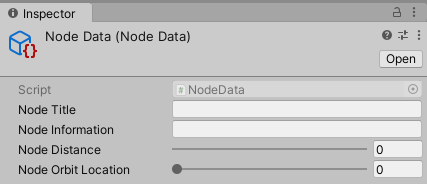 Inspector
Node Data (Node Data)
Open
Script # NodeData
Node Title
Node Information
Node Distance 0
Node Orbit Location 0